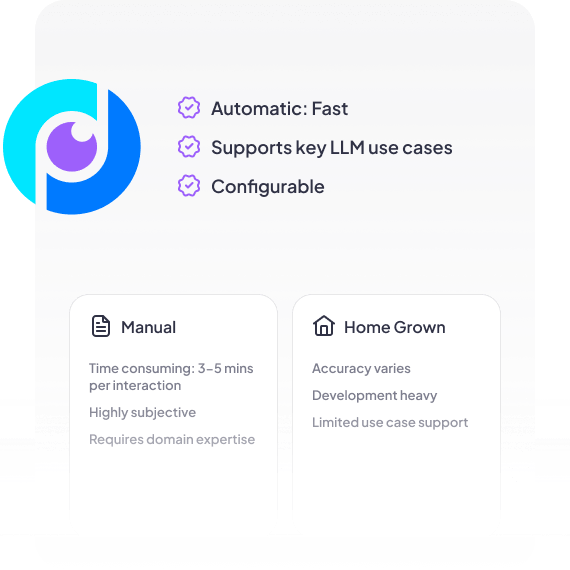 Automatic: Fast
Supports key LLM use cases
Configurable
Manual
Time consuming: 3–5 mins
per interaction
Highly subjective
Requires domain expertise
Home Grown
Accuracy varies
Development heavy
Limited use case support